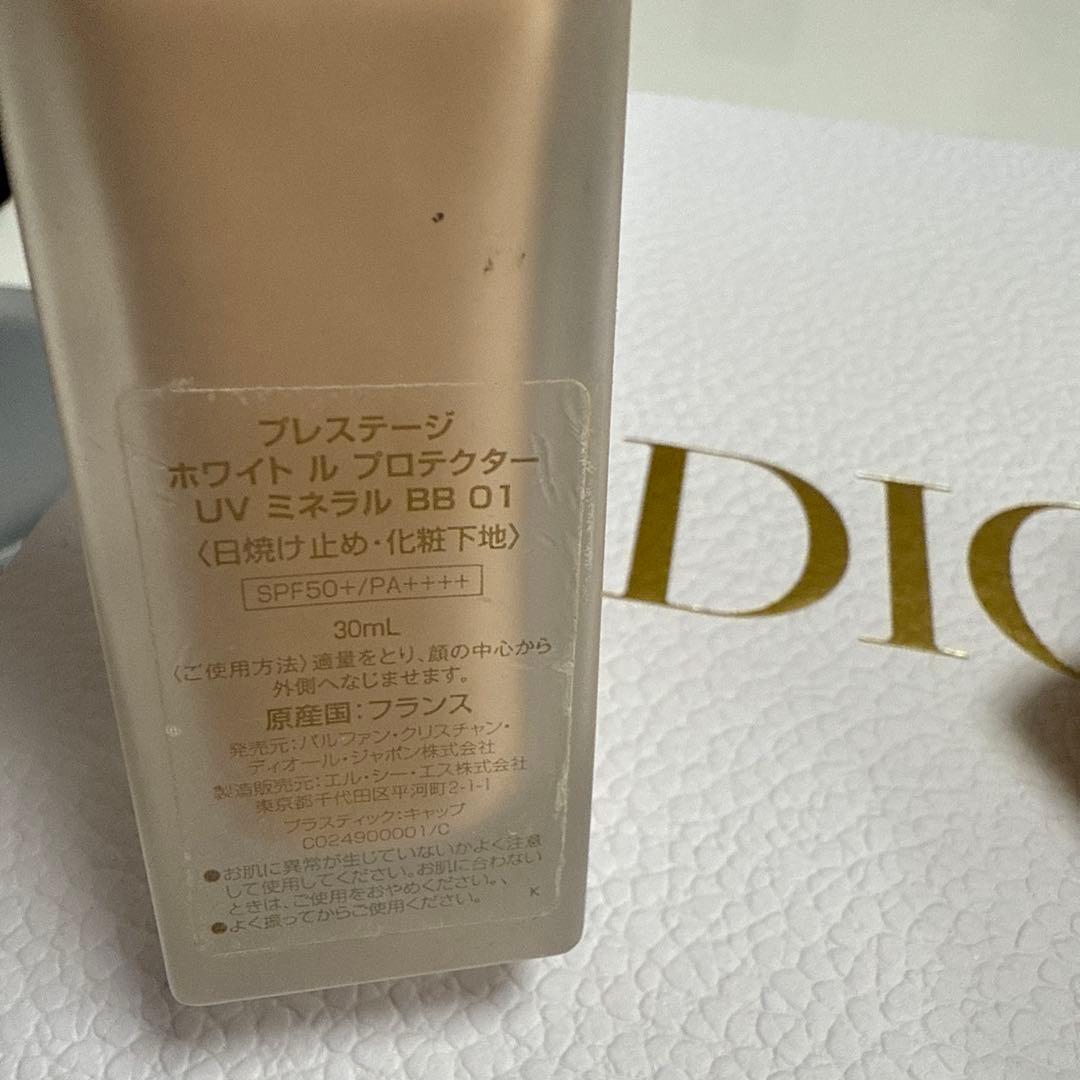 プレステージ
ホワイト ル プロテクター
UV ミネラル BB 01
〈日焼け止め・化粧下地〉
SPF50+/PA++++
30mL
〈ご使用方法〉適量をとり、顔の中心から
外側へなじませます。
原産国:フランス
発売元:パルファン・クリスチャン・
ディオール・ジャポン株式会社
製造販売元:エル・シー・エス株式会社
東京都千代田区平河町2-1-1
プラスティック:キャップ
C024900001/C
●お肌に異常が生じていないかよく注意
して使用してください。お肌に合わない
ときは、ご使用をおやめください。
●よく振ってからご使用ください。
K
DIO